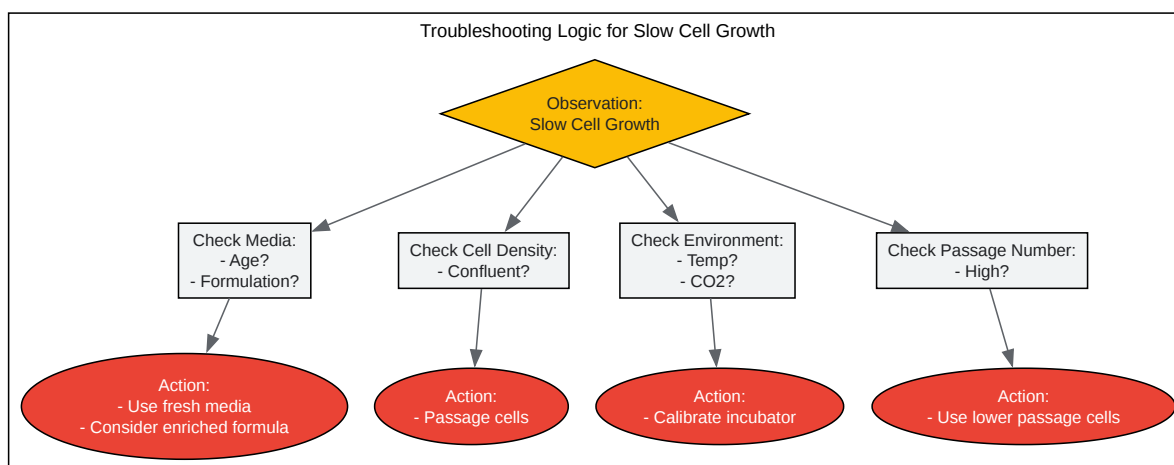 Troubleshooting Logic for Slow Cell Growth
Observation:
Slow Cell Growth
Check Media:
- Age?
- Formulation?
Check Cell Density:
- Confluent?
Check Environment:
- Temp?
- CO2?
Check Passage Number:
- High?
Action:
- Use fresh media
- Consider enriched formula
Action:
- Passage cells
Action:
- Calibrate incubator
Action:
- Use lower passage cells